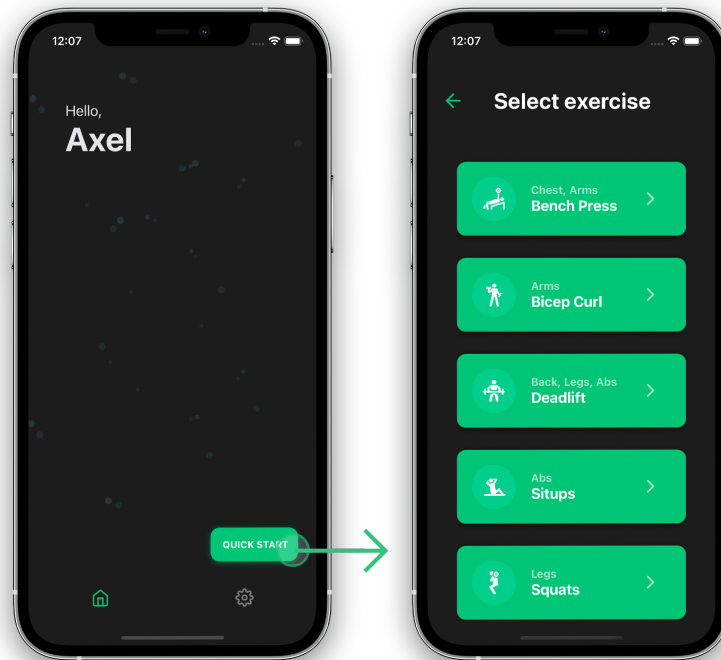 12:07
Hello,
Axel
QUICK START
12:07
Select exercise
Chest, Arms
Bench Press
Arms
Bicep Curl
Back, Legs, Abs
Deadlift
Abs
Situps
Legs
Squats